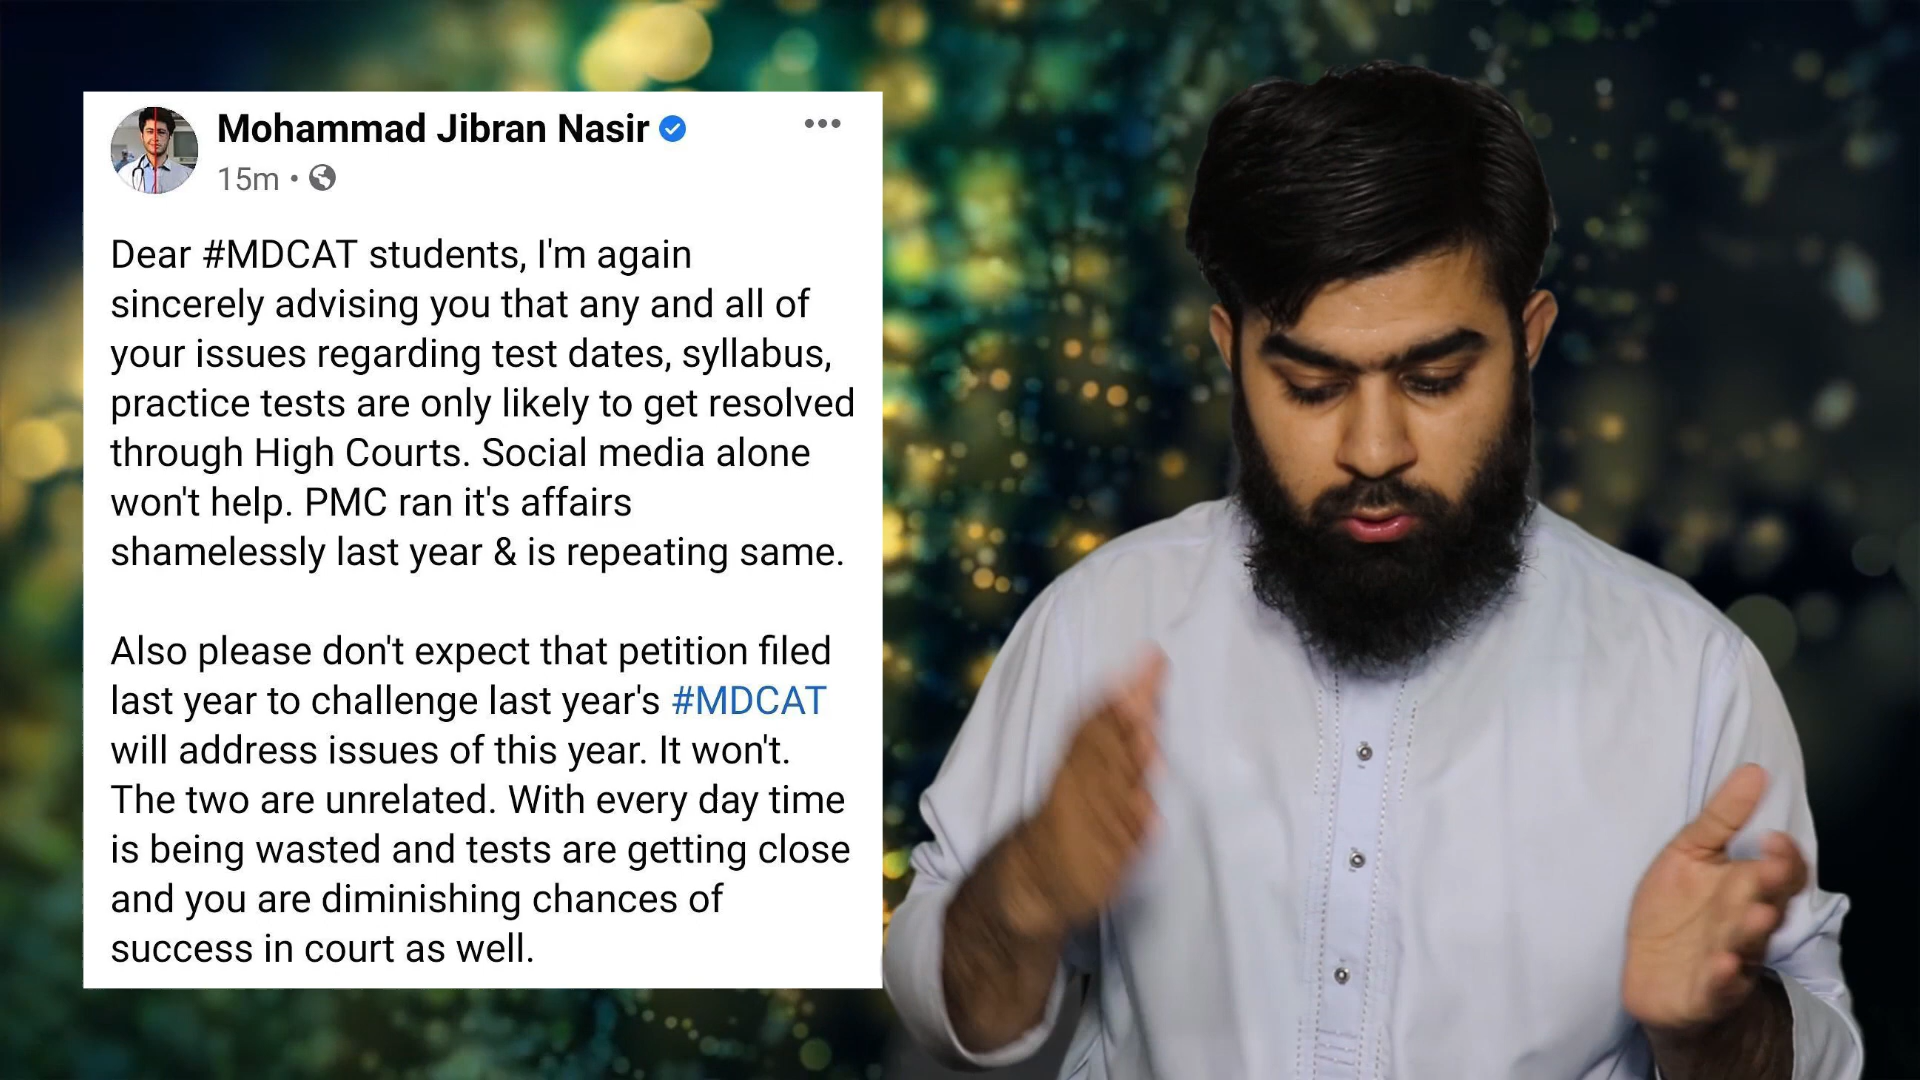 Mohammad Jibran Nasir
15m
Dear #MDCAT students, I'm again
sincerely advising you that any and all of
your issues regarding test dates, syllabus,
practice tests are only likely to get resolved
through High Courts. Social media alone
won't help. PMC ran it's affairs
shamelessly last year & is repeating same.
Also please don't expect that petition filed
last year to challenge last year's #MDCAT
will address issues of this year. It won't.
The two are unrelated. With every day time
is being wasted and tests are getting close
and you are diminishing chances of
success in court as well.